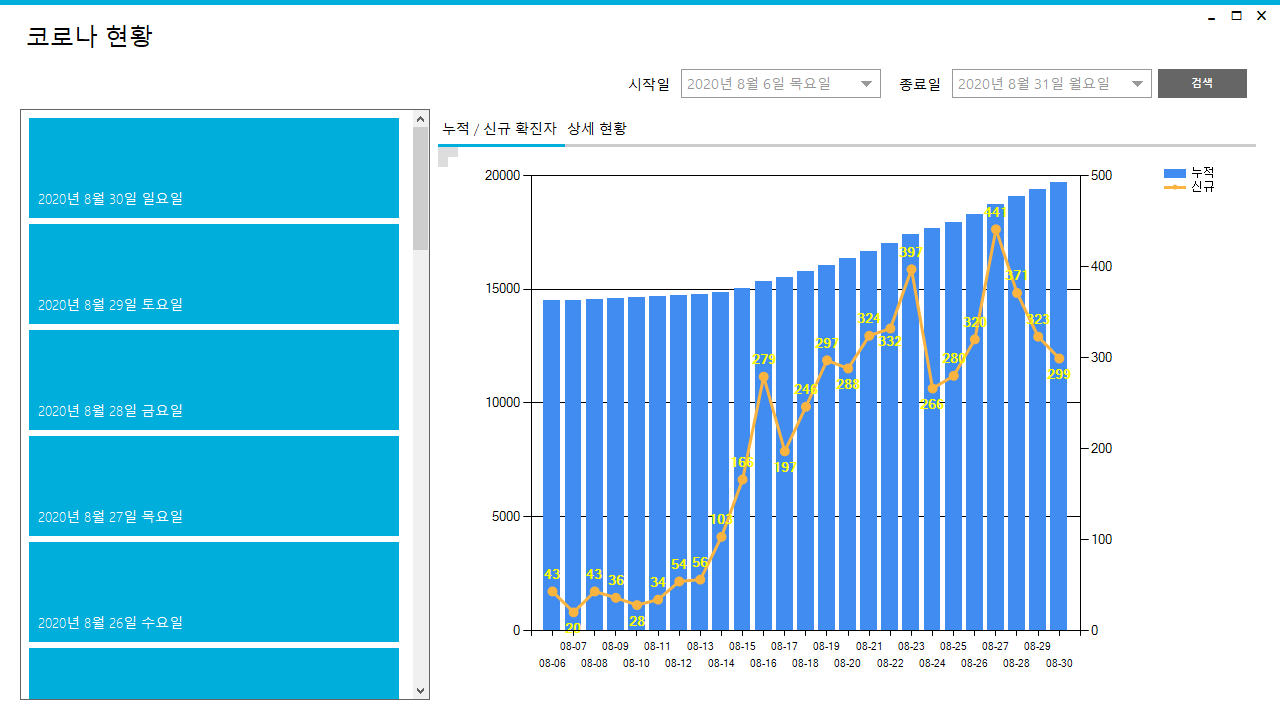 코로나 현황
시작일 2020년 8월 6일 목요일 종료일 2020년 8월 31일 월요일 검색
2020년 8월 30일 일요일
2020년 8월 29일 토요일
2020년 8월 28일 금요일
2020년 8월 27일 목요일
2020년 8월 26일 수요일
누적 / 신규 확진자 상세 현황
20000
15000
10000
5000
0
43 20 43 36 28 34 54 56 103 166 279 197 246 297 288 324 332 397 266 280 320 441 371 323 299
500
400
300
200
100
0
누적
신규
08-07 08-09 08-11 08-13 08-15 08-17 08-19 08-21 08-23 08-25 08-27 08-29
08-06 08-08 08-10 08-12 08-14 08-16 08-18 08-20 08-22 08-24 08-26 08-28 08-30